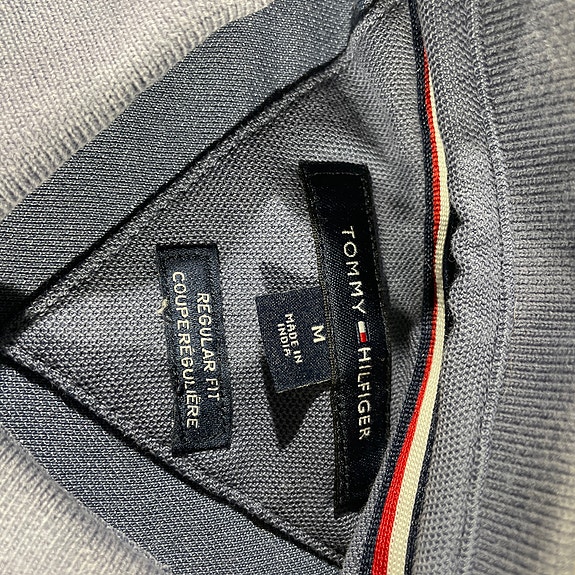 TOMMY HILFIGER
M
MADE IN
INDIA
REGULAR FIT
COUPE RÉGULIÈRE